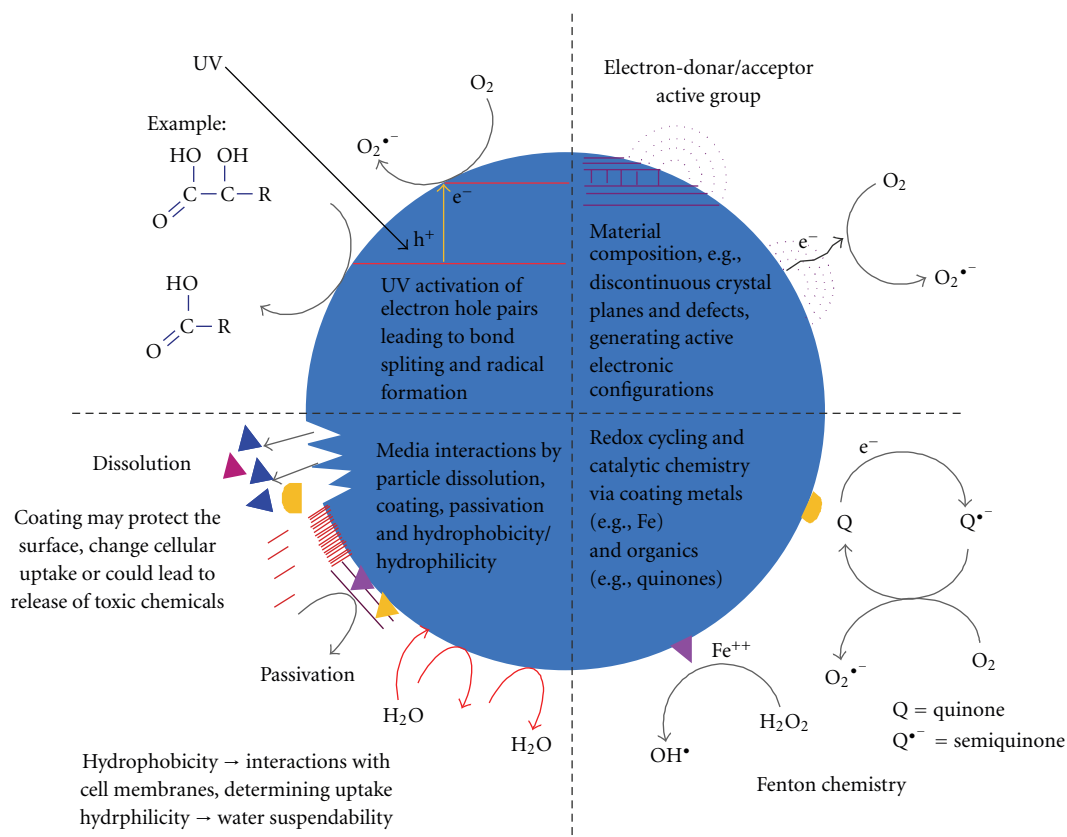 UV
Example:
HO OH
C — C — R
O
HO
C — R
O
O₂
O₂•−
e−
h+
UV activation of
electron hole pairs
leading to bond
spliting and radical
formation
Electron-donar/acceptor
active group
Material
composition, e.g.,
discontinuous crystal
planes and defects,
generating active
electronic
configurations
O₂
e−
O₂•−
Dissolution
Coating may protect the
surface, change cellular
uptake or could lead to
release of toxic chemicals
Passivation
Media interactions by
particle dissolution,
coating, passivation
and hydrophobicity/
hydrophilicity
H₂O
H₂O
Hydrophobicity → interactions with
cell membranes, determining uptake
hydrphilicity → water suspendability
Redox cycling and
catalytic chemistry
via coating metals
(e.g., Fe)
and organics
(e.g., quinones)
e−
Q Q•−
O₂•− O₂
Fe++
H₂O₂
OH•
Q = quinone
Q•− = semiquinone
Fenton chemistry